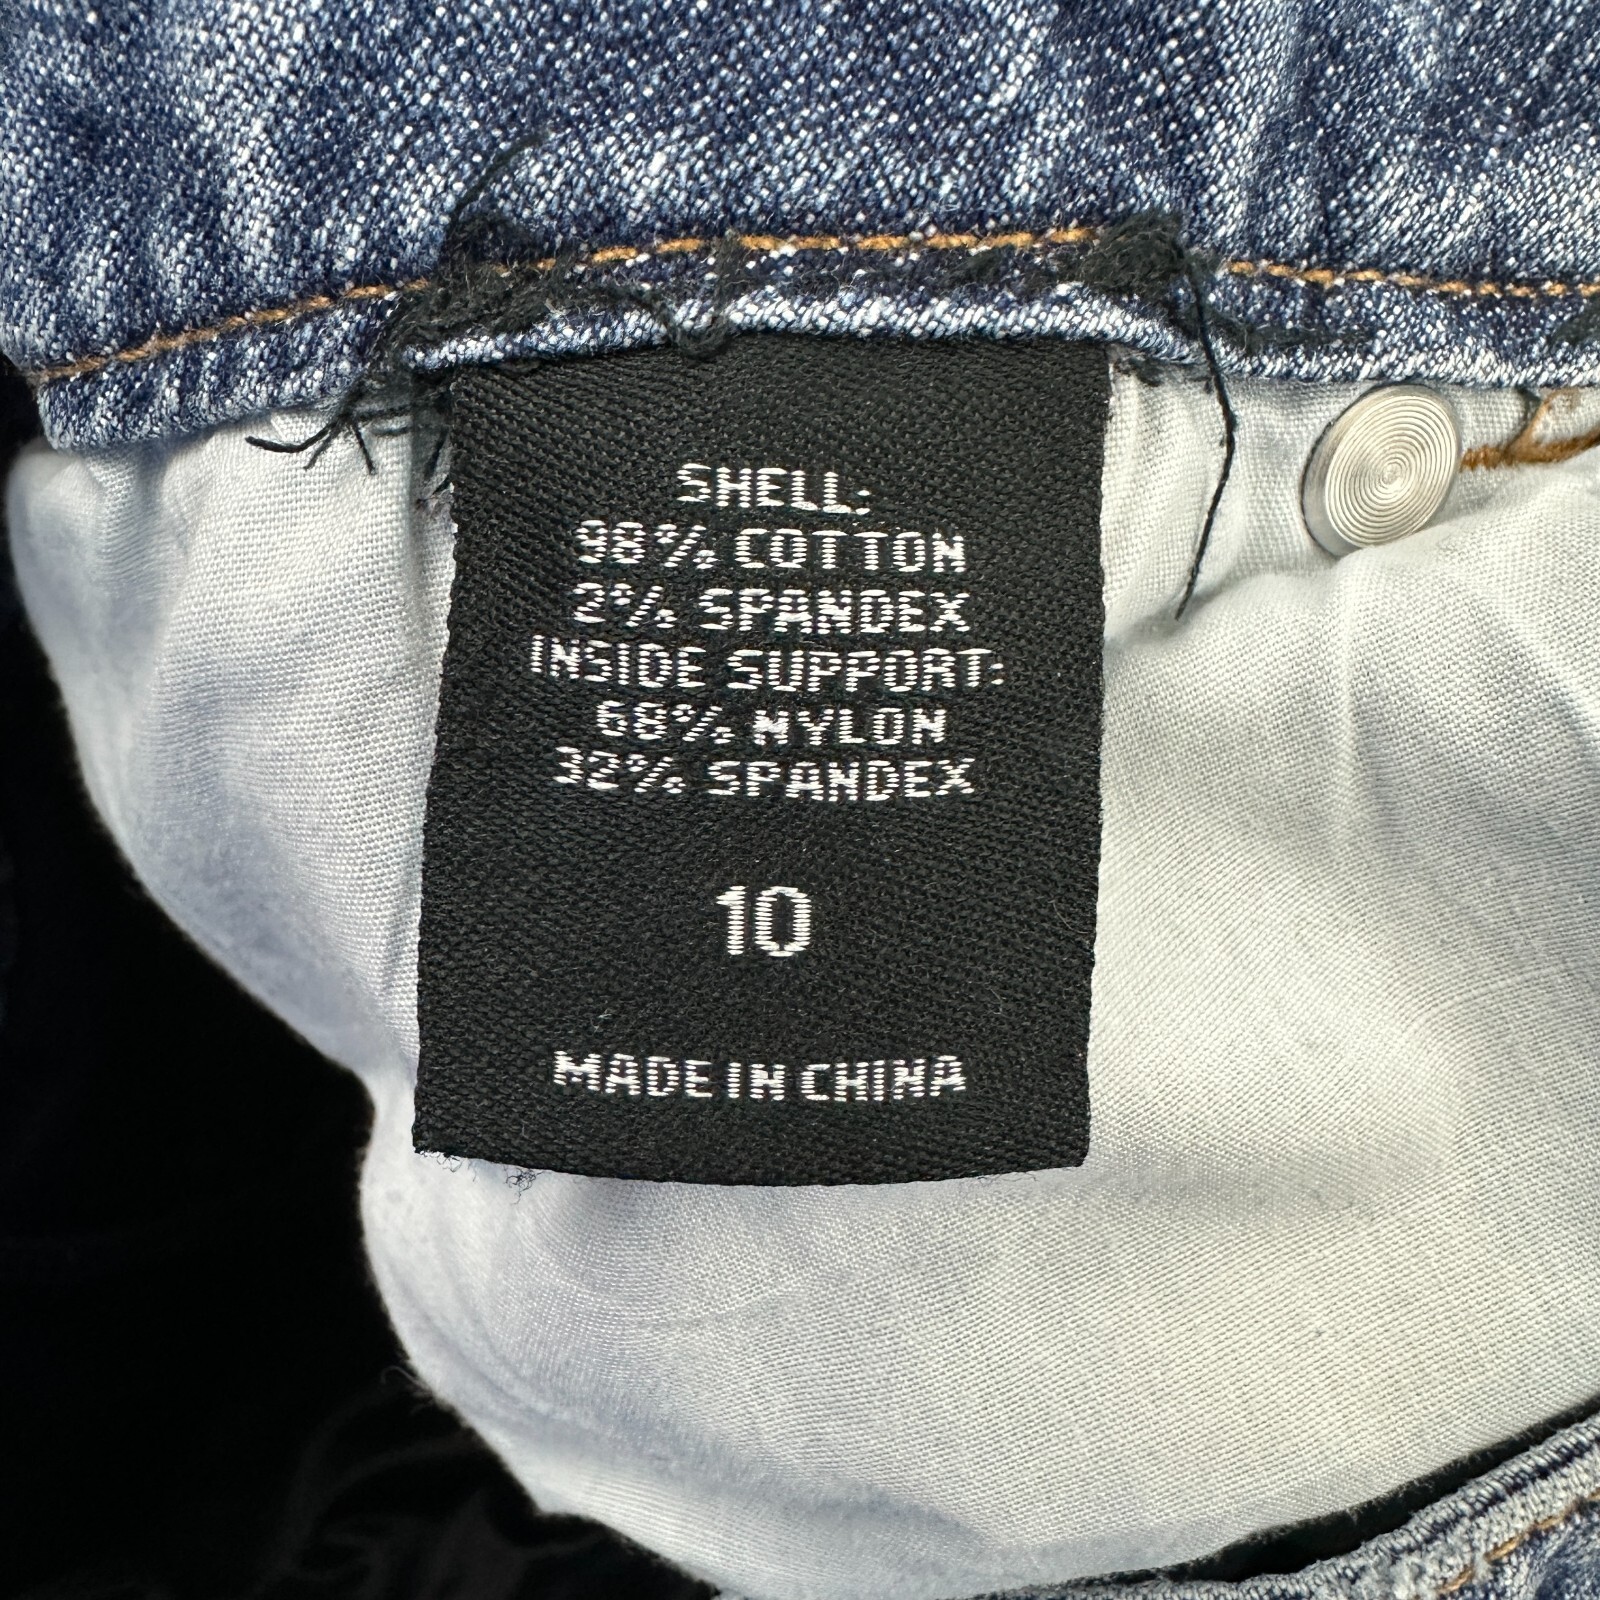 SHELL:
98% COTTON
2% SPANDEX
INSIDE SUPPORT:
68% NYLON
32% SPANDEX
10
MADE IN CHINA